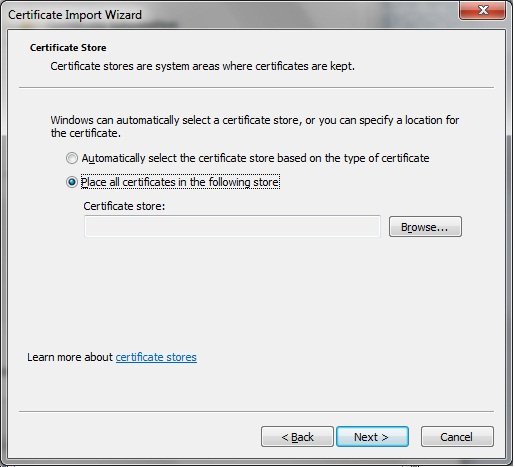 Certificate Import Wizard
Certificate Store
Certificate stores are system areas where certificates are kept.
Windows can automatically select a certificate store, or you can specify a location for
the certificate.
Automatically select the certificate store based on the type of certificate
Place all certificates in the following store
Certificate store:
Browse...
Learn more about certificate stores
< Back
Next >
Cancel